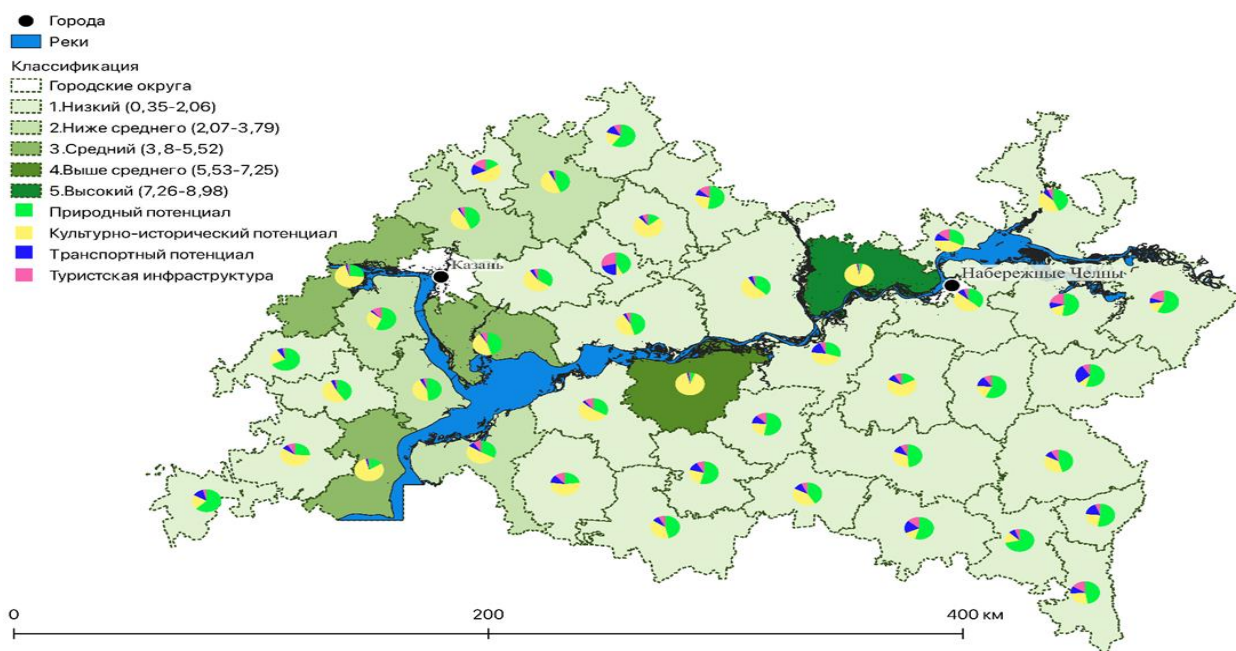 Города
Реки
Классификация
Городские округа
1.Низкий (0,35-2,06)
2.Ниже среднего (2,07-3,79)
3.Средний (3,8-5,52)
4.Выше среднего (5,53-7,25)
5.Высокий (7,26-8,98)
Природный потенциал
Культурно-исторический потенциал
Транспортный потенциал
Туристская инфраструктура
Казань
Набережные Челны
0 200 400 км